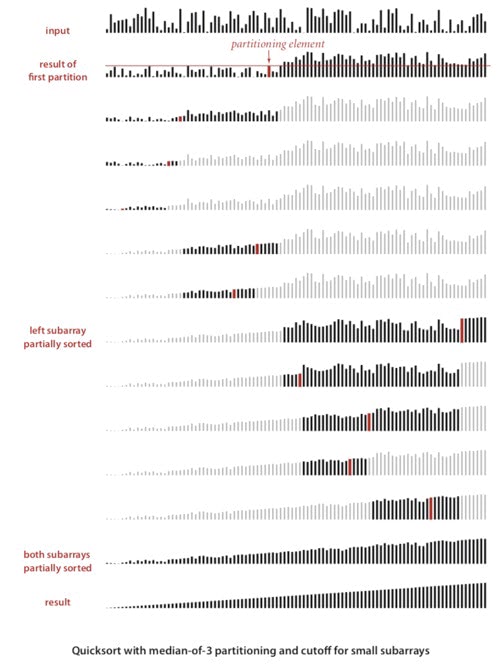 input
partitioning element
result of
first partition
left subarray
partially sorted
both subarrays
partially sorted
result
Quicksort with median-of-3 partitioning and cutoff for small subarrays